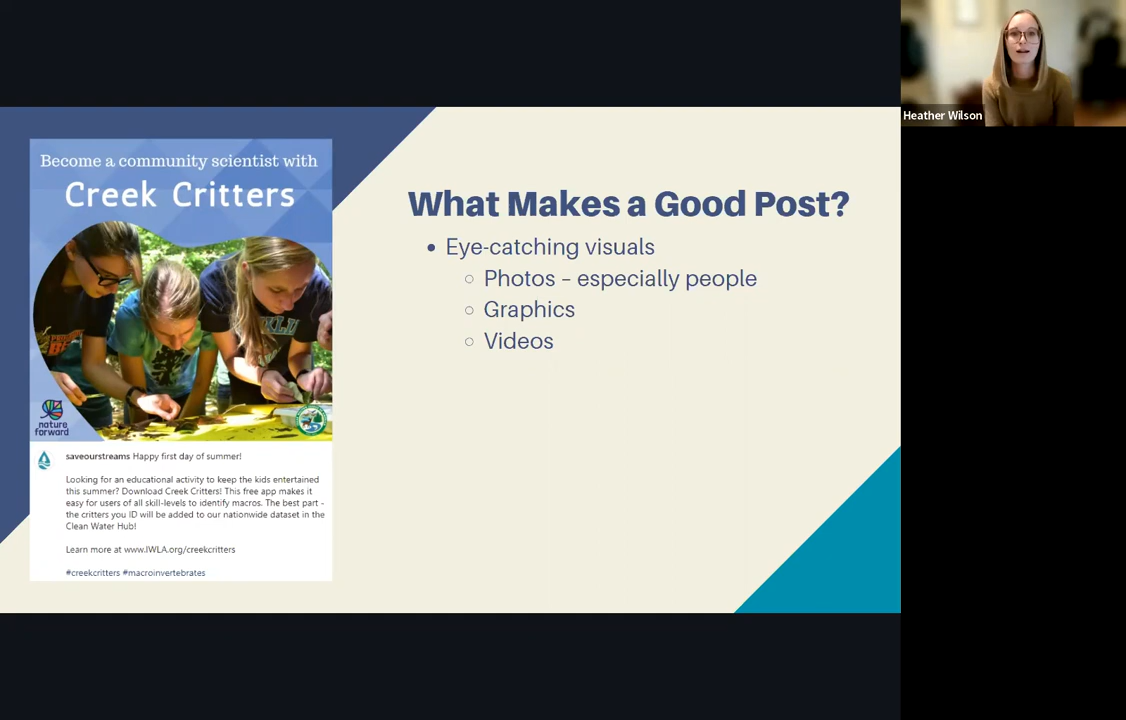 Heather Wilson
Become a community scientist with
Creek Critters
nature
forward
saveourstreams Happy first day of summer!
Looking for an educational activity to keep the kids entertained
this summer? Download Creek Critters! This free app makes it
easy for users of all skill-levels to identify macros. The best part -
the critters you ID will be added to our nationwide dataset in the
Clean Water Hub!
Learn more at www.IWLA.org/creekcritters
#creekcritters #macroinvertebrates
What Makes a Good Post?
• Eye-catching visuals
○ Photos – especially people
○ Graphics
○ Videos